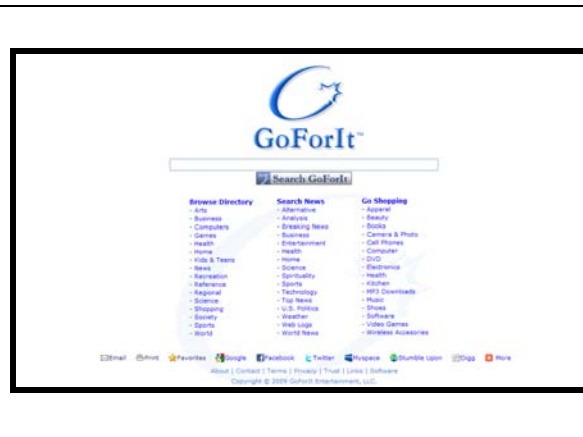 GoForIt™
Search GoForIt
Browse Directory
- Arts
- Business
- Computers
- Games
- Health
- Home
- Kids & Teens
- News
- Recreation
- Reference
- Regional
- Science
- Shopping
- Society
- Sports
- World
Search News
- Alternative
- Analysis
- Breaking News
- Business
- Entertainment
- Health
- Home
- Science
- Spirituality
- Sports
- Technology
- Top News
- U.S. Politics
- Weather
- Web Logs
- World News
Go Shopping
- Apparel
- Beauty
- Books
- Camera & Photo
- Cell Phones
- Computer
- DVD
- Electronics
- Health
- Kitchen
- MP3 Downloads
- Music
- Shoes
- Software
- Video Games
- Wireless Accesories
Email Print Favorites Google Facebook Twitter Myspace Stumble Upon Digg More
About | Contact | Terms | Privacy | Trust | Links | Software
Copyright © 2009 GoForIt Entertainment, LLC.